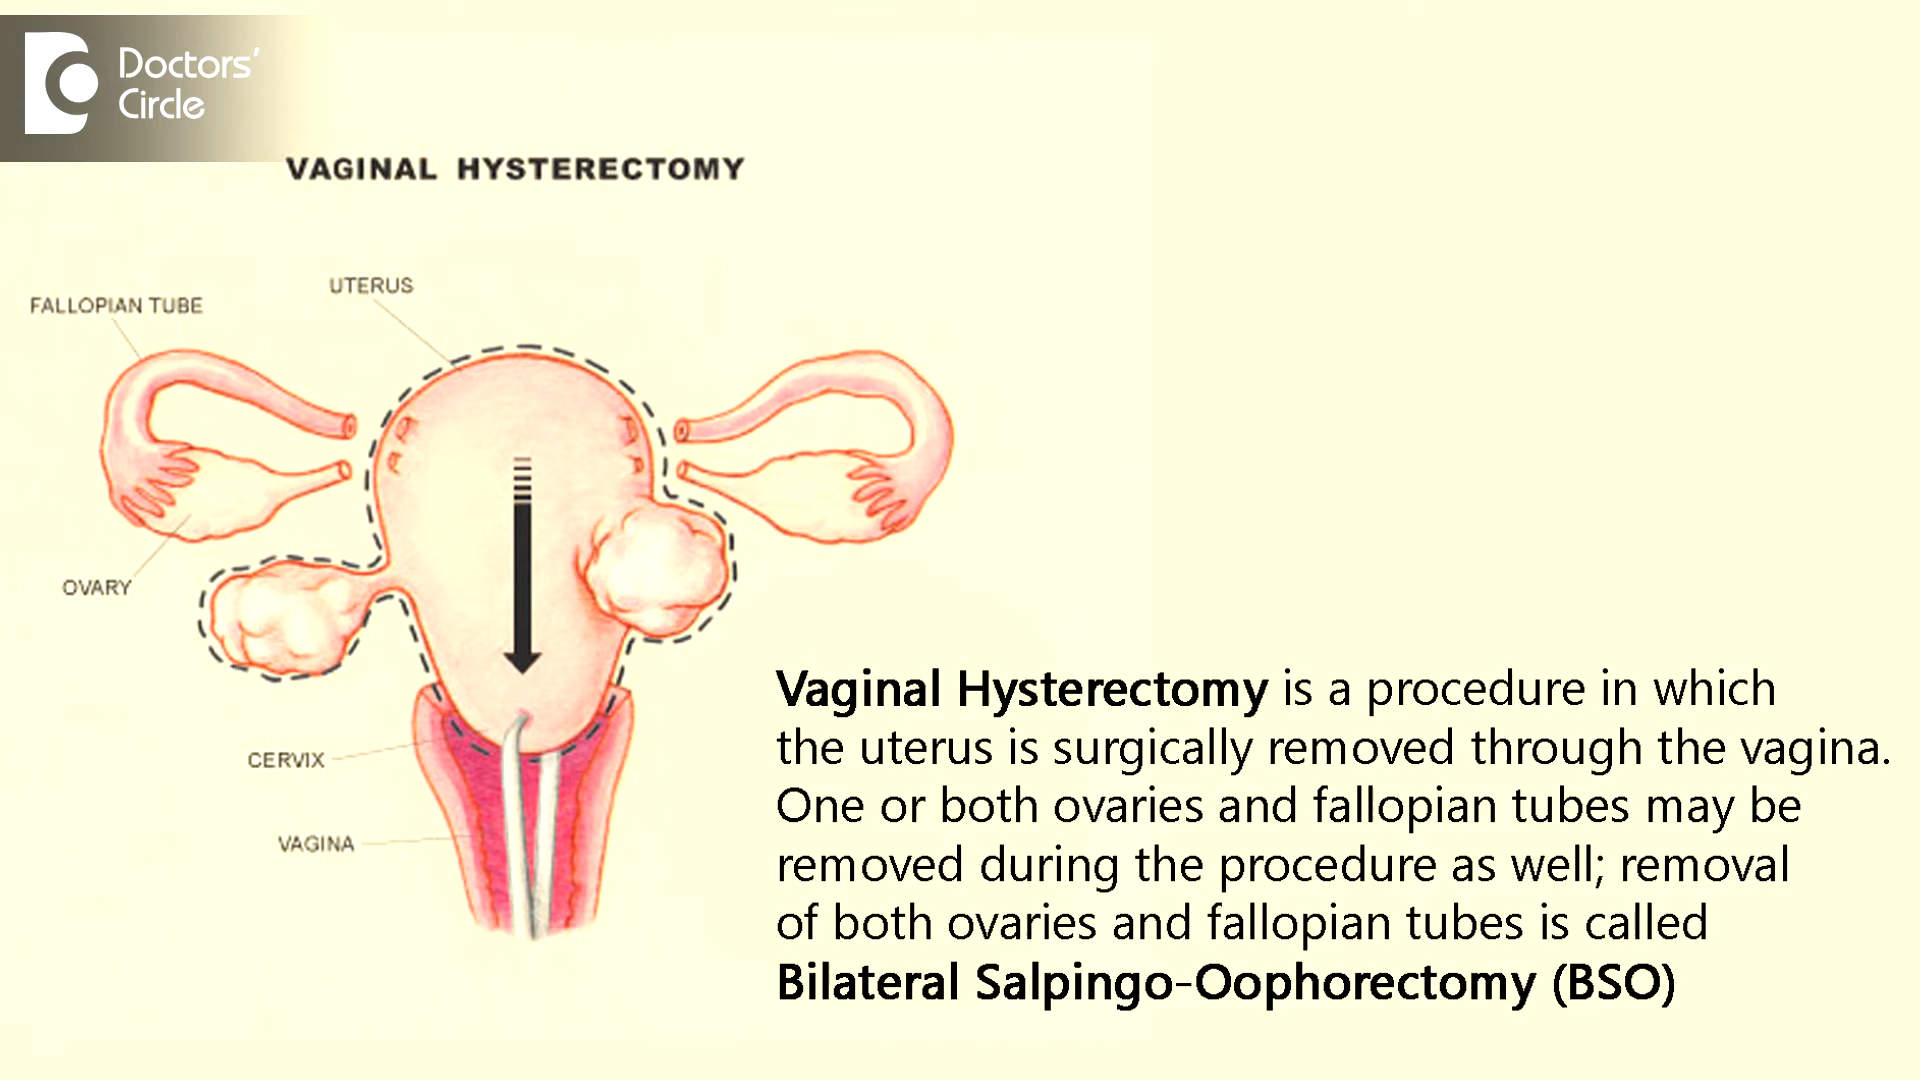 Doctors'
Circle
VAGINAL HYSTERECTOMY
UTERUS
FALLOPIAN TUBE
OVARY
CERVIX
VAGINA
Vaginal Hysterectomy is a procedure in which
the uterus is surgically removed through the vagina.
One or both ovaries and fallopian tubes may be
removed during the procedure as well; removal
of both ovaries and fallopian tubes is called
Bilateral Salpingo-Oophorectomy (BSO)